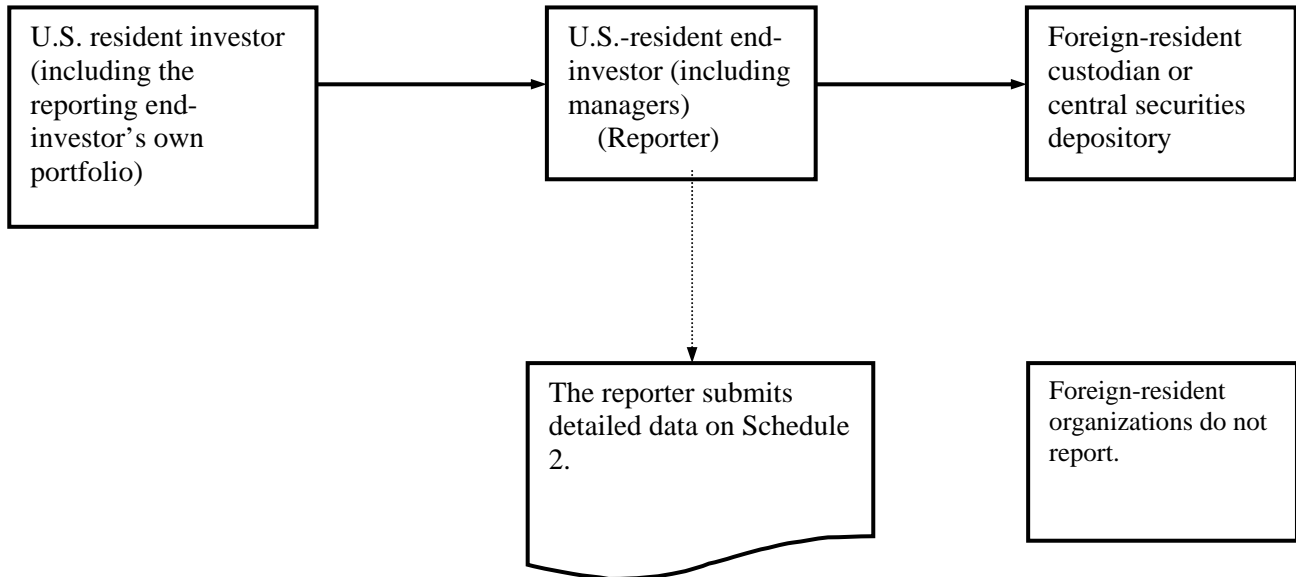 U.S. resident investor
(including the
reporting end-
investor’s own
portfolio)
U.S.-resident end-
investor (including
managers)
(Reporter)
Foreign-resident
custodian or
central securities
depository
The reporter submits
detailed data on Schedule
2.
Foreign-resident
organizations do not
report.